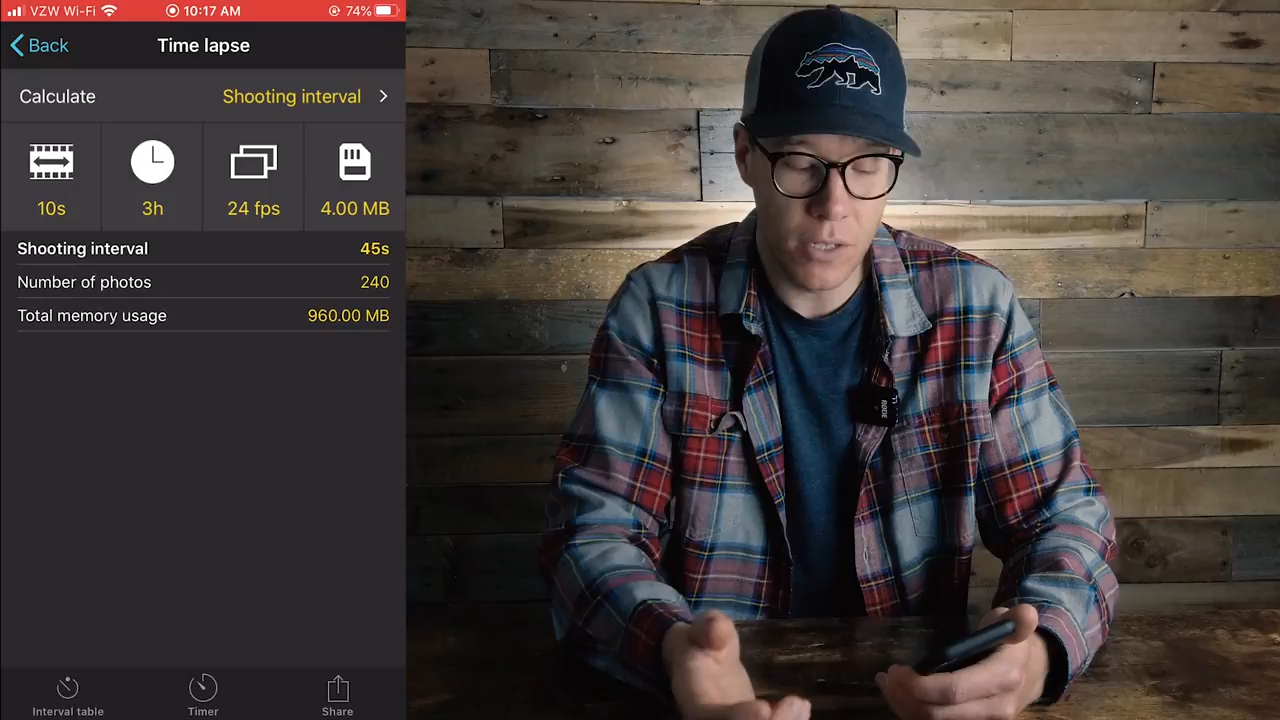 VZW Wi-Fi 10:17 AM 74%
Back Time lapse
Calculate Shooting interval
10s 3h 24 fps 4.00 MB
Shooting interval 45s
Number of photos 240
Total memory usage 960.00 MB
Interval table Timer Share
RØDE